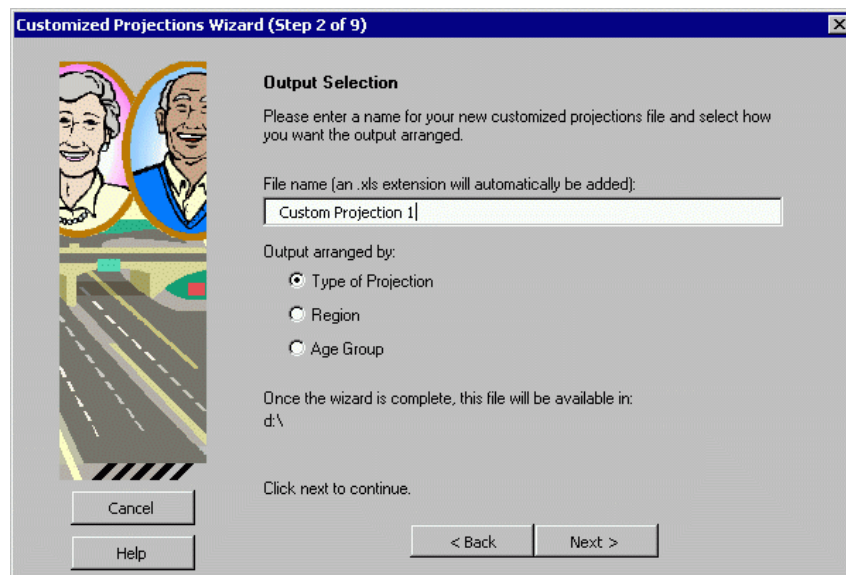 Customized Projections Wizard (Step 2 of 9)
Output Selection
Please enter a name for your new customized projections file and select how
you want the output arranged.
File name (an .xls extension will automatically be added):
Custom Projection 1
Output arranged by:
Type of Projection
Region
Age Group
Once the wizard is complete, this file will be available in:
d:\
Click next to continue.
Cancel
< Back
Next >
Help